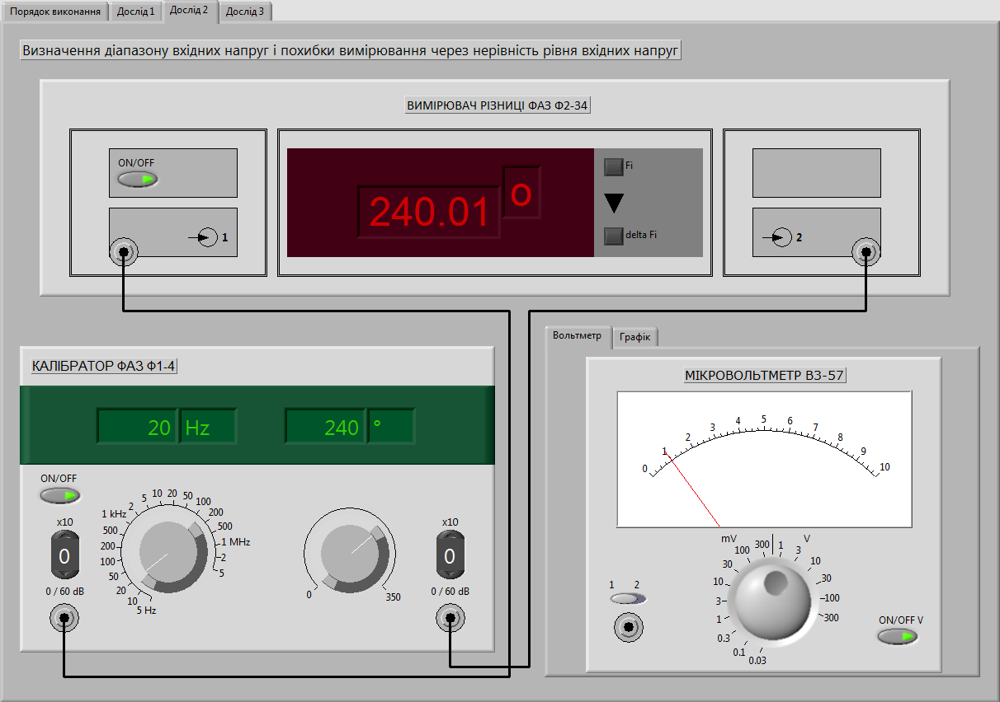 Порядок виконання
Дослід 1
Дослід 2
Дослід 3
Визначення діапазону вхідних напруг і похибки вимірювання через нерівність рівня вхідних напруг
ВИМІРЮВАЧ РІЗНИЦІ ФАЗ Ф2-34
ON/OFF
1
240.01
o
Fi
delta Fi
2
КАЛІБРАТОР ФАЗ Ф1-4
20 Hz
240 °
ON/OFF
x10
0
0 / 60 dB
5 Hz
10
20
50
100
200
500
1 kHz
2
5
10
20
50
100
200
500
1 MHz
2
5
0
350
x10
0
0 / 60 dB
Вольтметр
Графік
МІКРОВОЛЬТМЕТР В3-57
0
1
2
3
4
5
6
7
8
9
10
mV
V
0.03
0.1
0.3
1
3
10
30
100
300
1
3
10
30
100
300
1
2
ON/OFF V